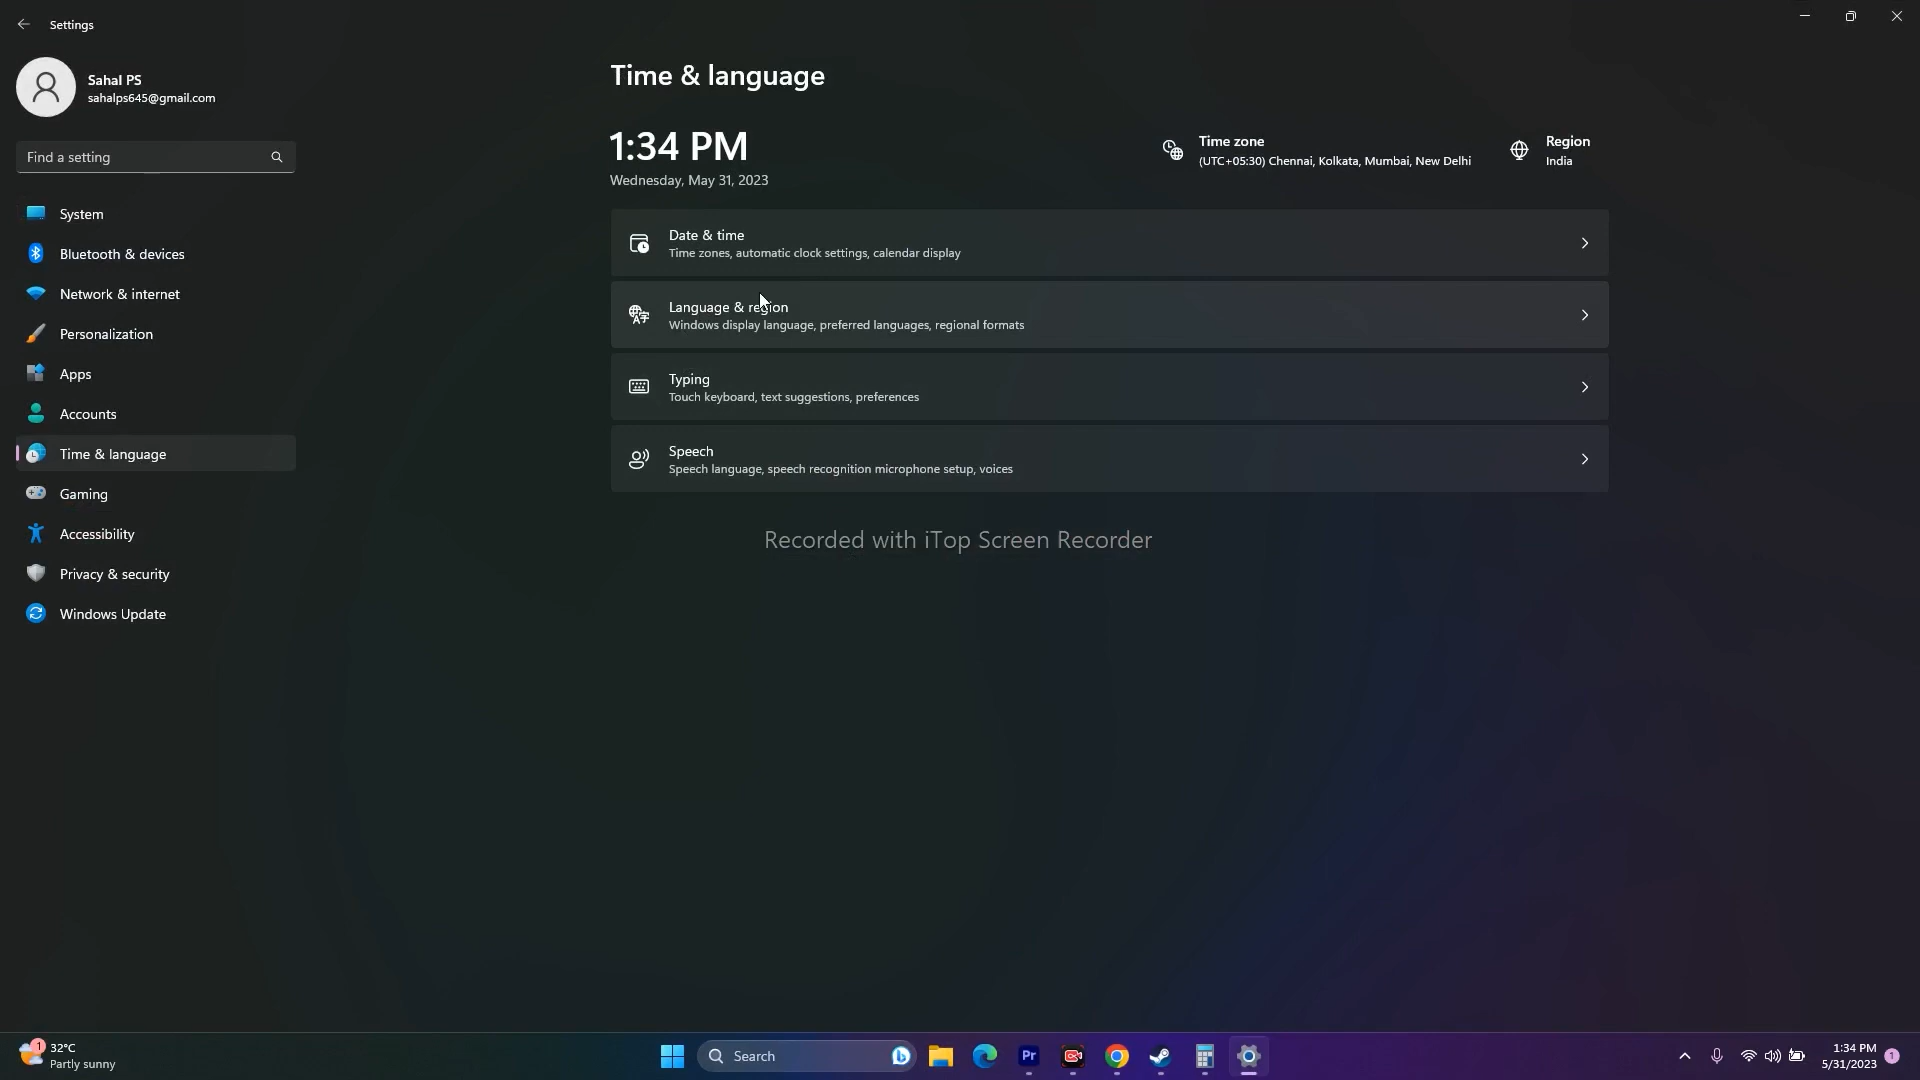 Settings
Sahal PS
sahalps645@gmail.com
Find a setting
System
Bluetooth & devices
Network & internet
Personalization
Apps
Accounts
Time & language
Gaming
Accessibility
Privacy & security
Windows Update
Time & language
1:34 PM
Wednesday, May 31, 2023
Time zone
(UTC+05:30) Chennai, Kolkata, Mumbai, New Delhi
Region
India
Date & time
Time zones, automatic clock settings, calendar display
Language & region
Windows display language, preferred languages, regional formats
Typing
Touch keyboard, text suggestions, preferences
Speech
Speech language, speech recognition microphone setup, voices
Recorded with iTop Screen Recorder
1
32°C
Partly sunny
Search
Pr
1:34 PM
5/31/2023
1